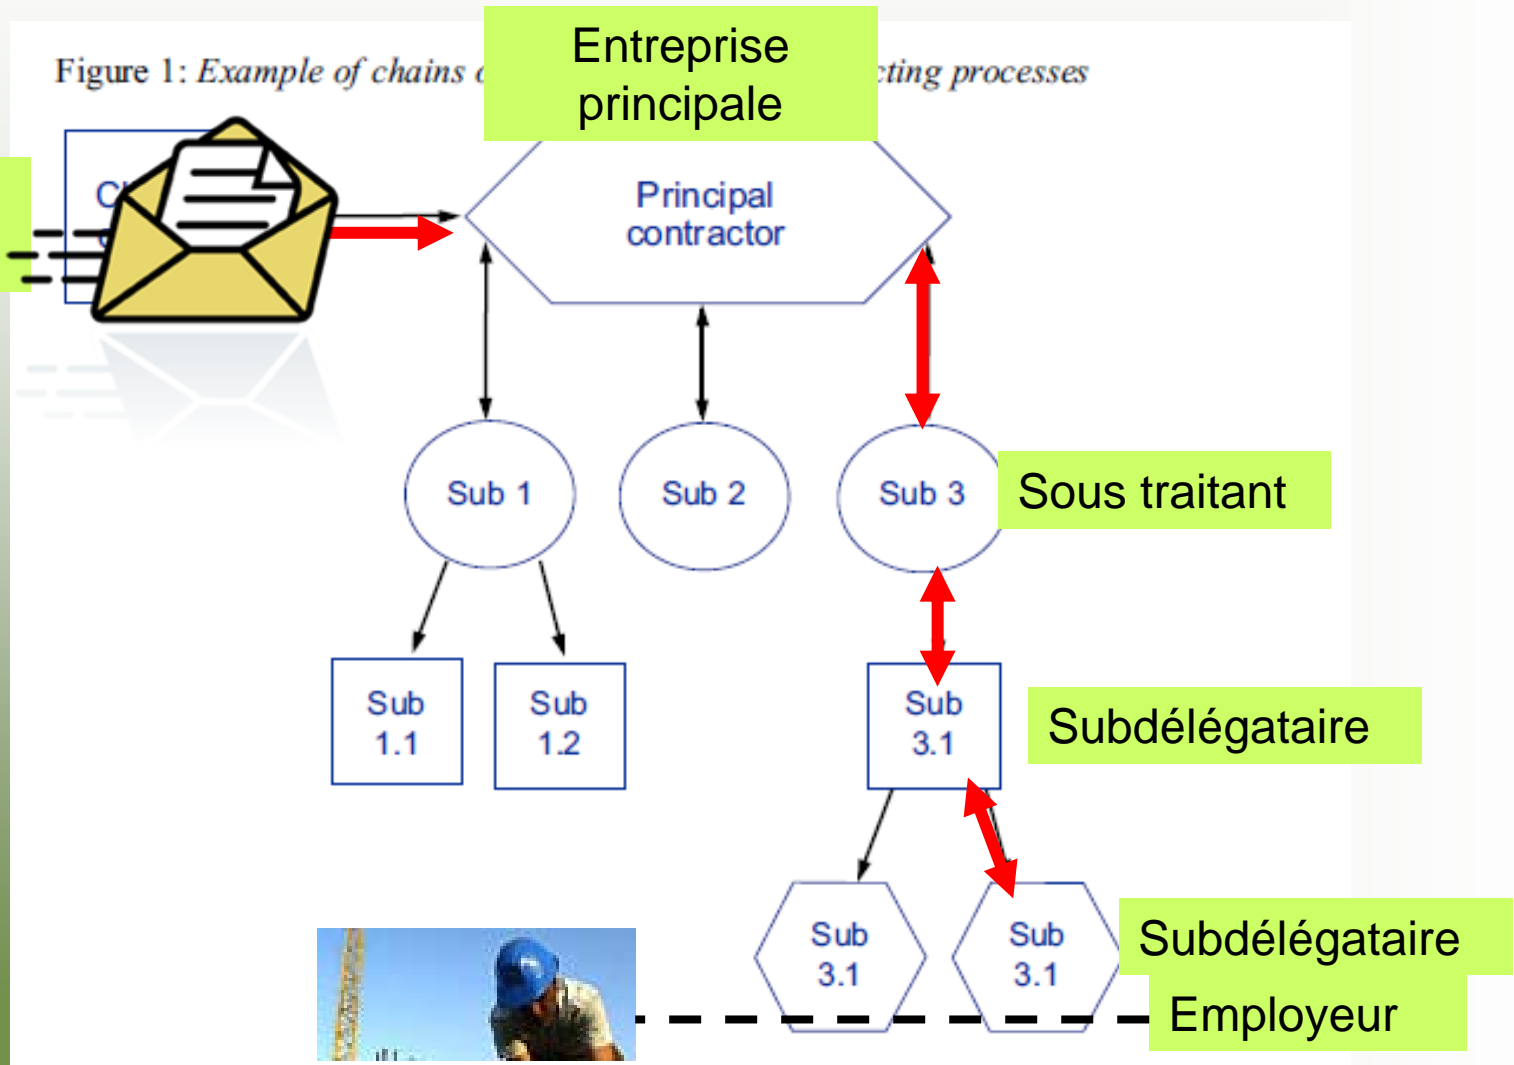 Entreprise
principale
Figure 1: Example of chains cting processes
Principal
contractor
Sub 1
Sub 2
Sub 3
Sous traitant
Sub
1.1
Sub
1.2
Sub
3.1
Subdélégataire
Sub
3.1
Sub
3.1
Subdélégataire
Employeur